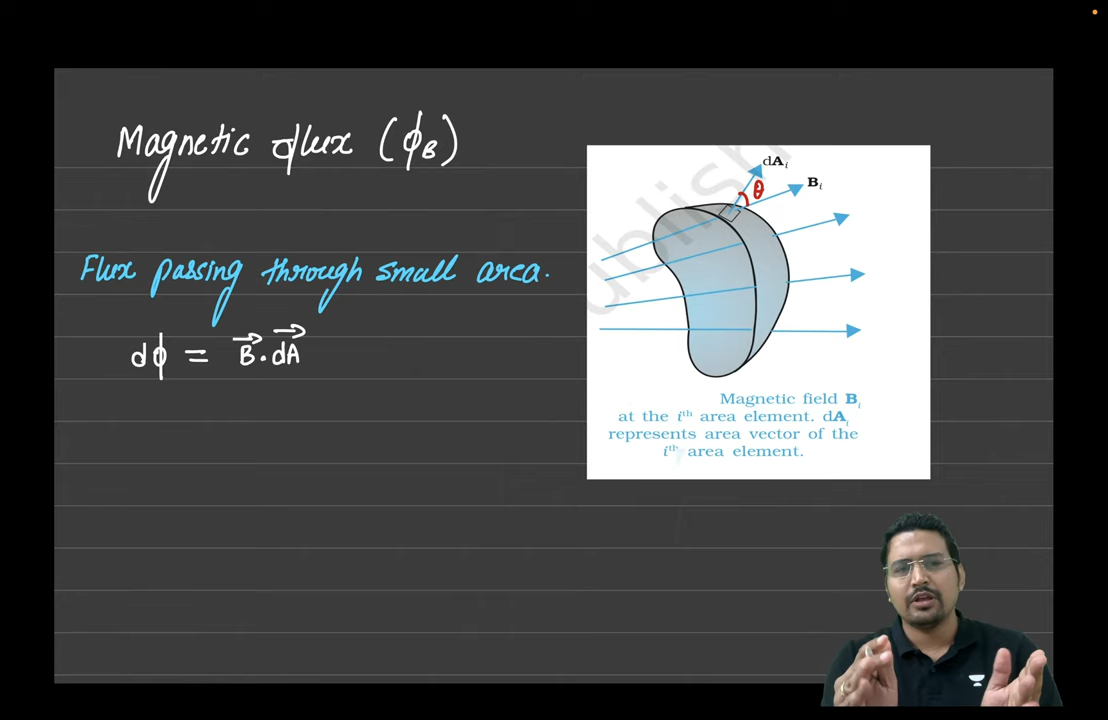 Magnetic flux (ϕ_B)
Flux passing through small area.
dϕ = B⃗ . dA⃗
dA_i
θ
B_i
ublish
Magnetic field B_i
at the i^th area element. dA_i
represents area vector of the
i^th area element.